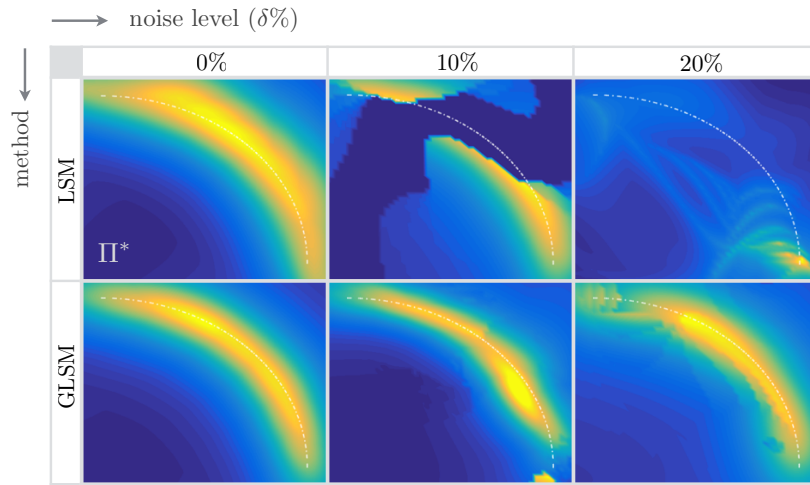 noise level (δ%)
0% 10% 20%
method
LSM
Π*
GLSM